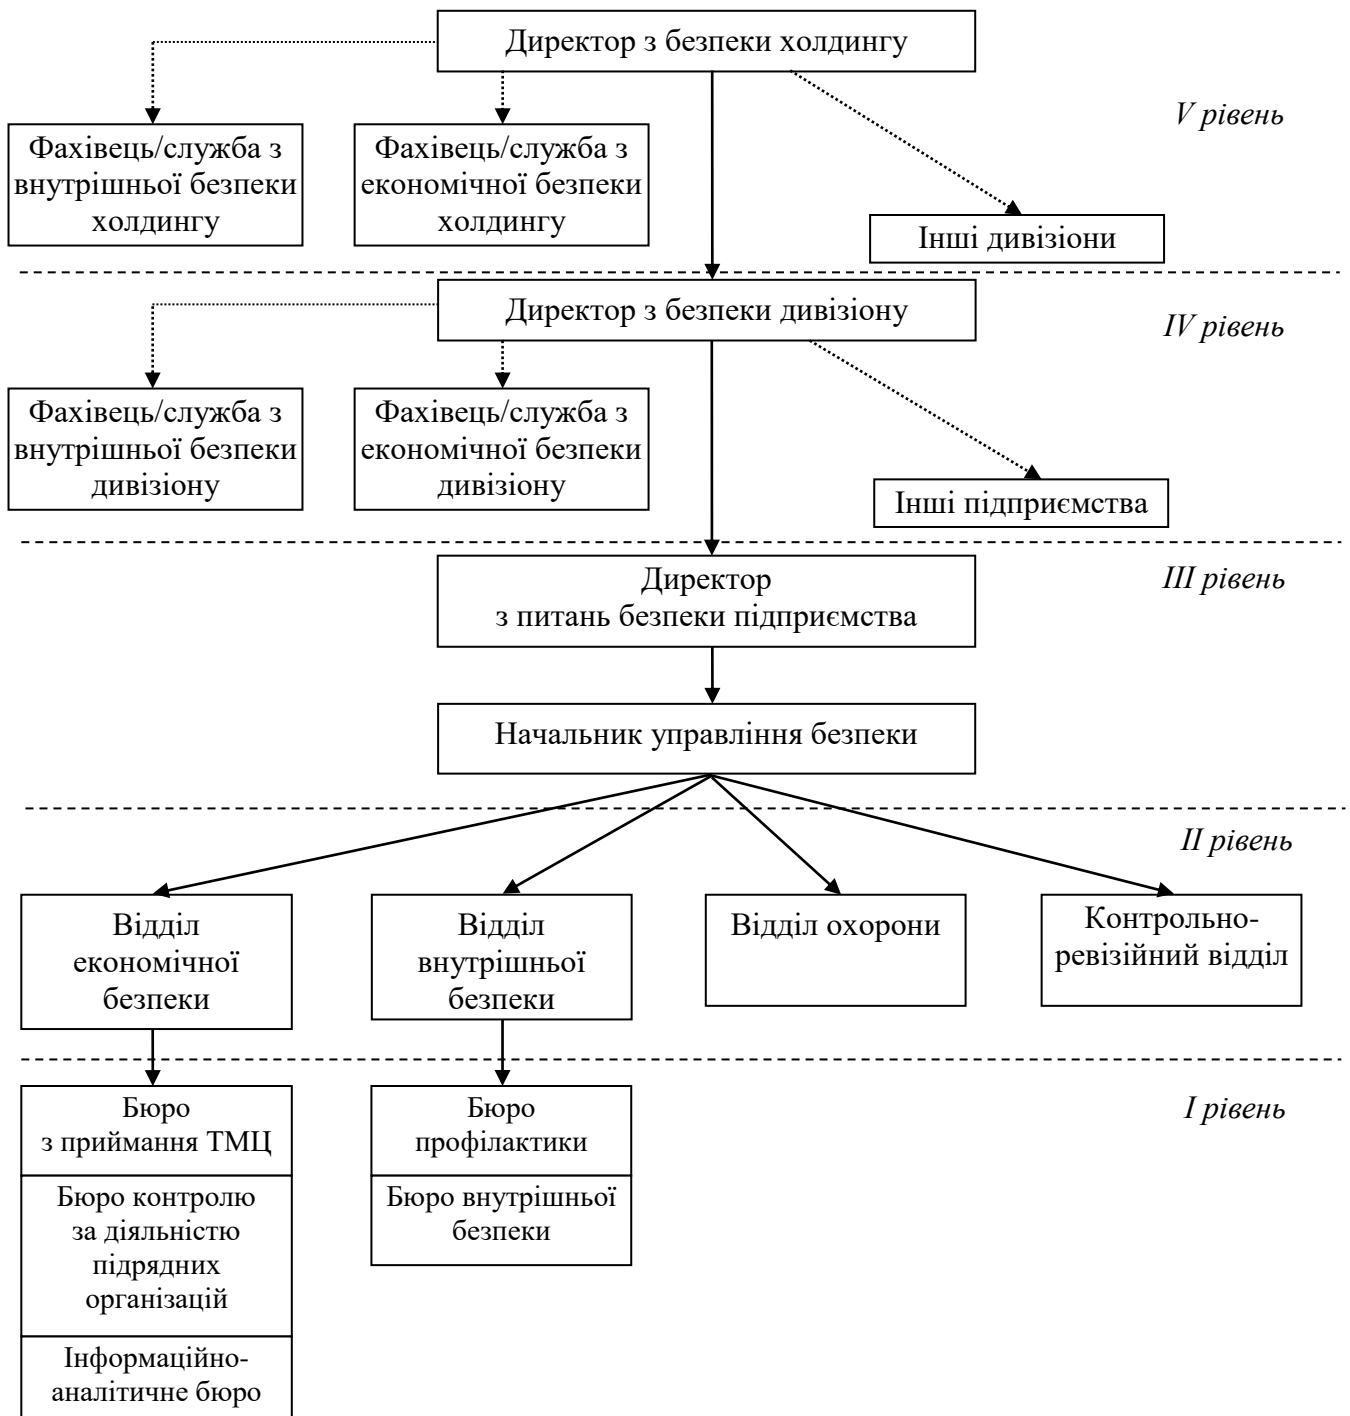 Директор з безпеки холдингу
V рівень
Фахівець/служба з
внутрішньої безпеки
холдингу
Фахівець/служба з
економічної безпеки
холдингу
Інші дивізіони
Директор з безпеки дивізіону
IV рівень
Фахівець/служба з
внутрішньої безпеки
дивізіону
Фахівець/служба з
економічної безпеки
дивізіону
Інші підприємства
Директор
з питань безпеки підприємства
III рівень
Начальник управління безпеки
II рівень
Відділ
економічної
безпеки
Відділ
внутрішньої
безпеки
Відділ охорони
Контрольно-
ревізійний відділ
I рівень
Бюро
з приймання ТМЦ
Бюро контролю
за діяльністю
підрядних
організацій
Інформаційно-
аналітичне бюро
Бюро
профілактики
Бюро внутрішньої
безпеки